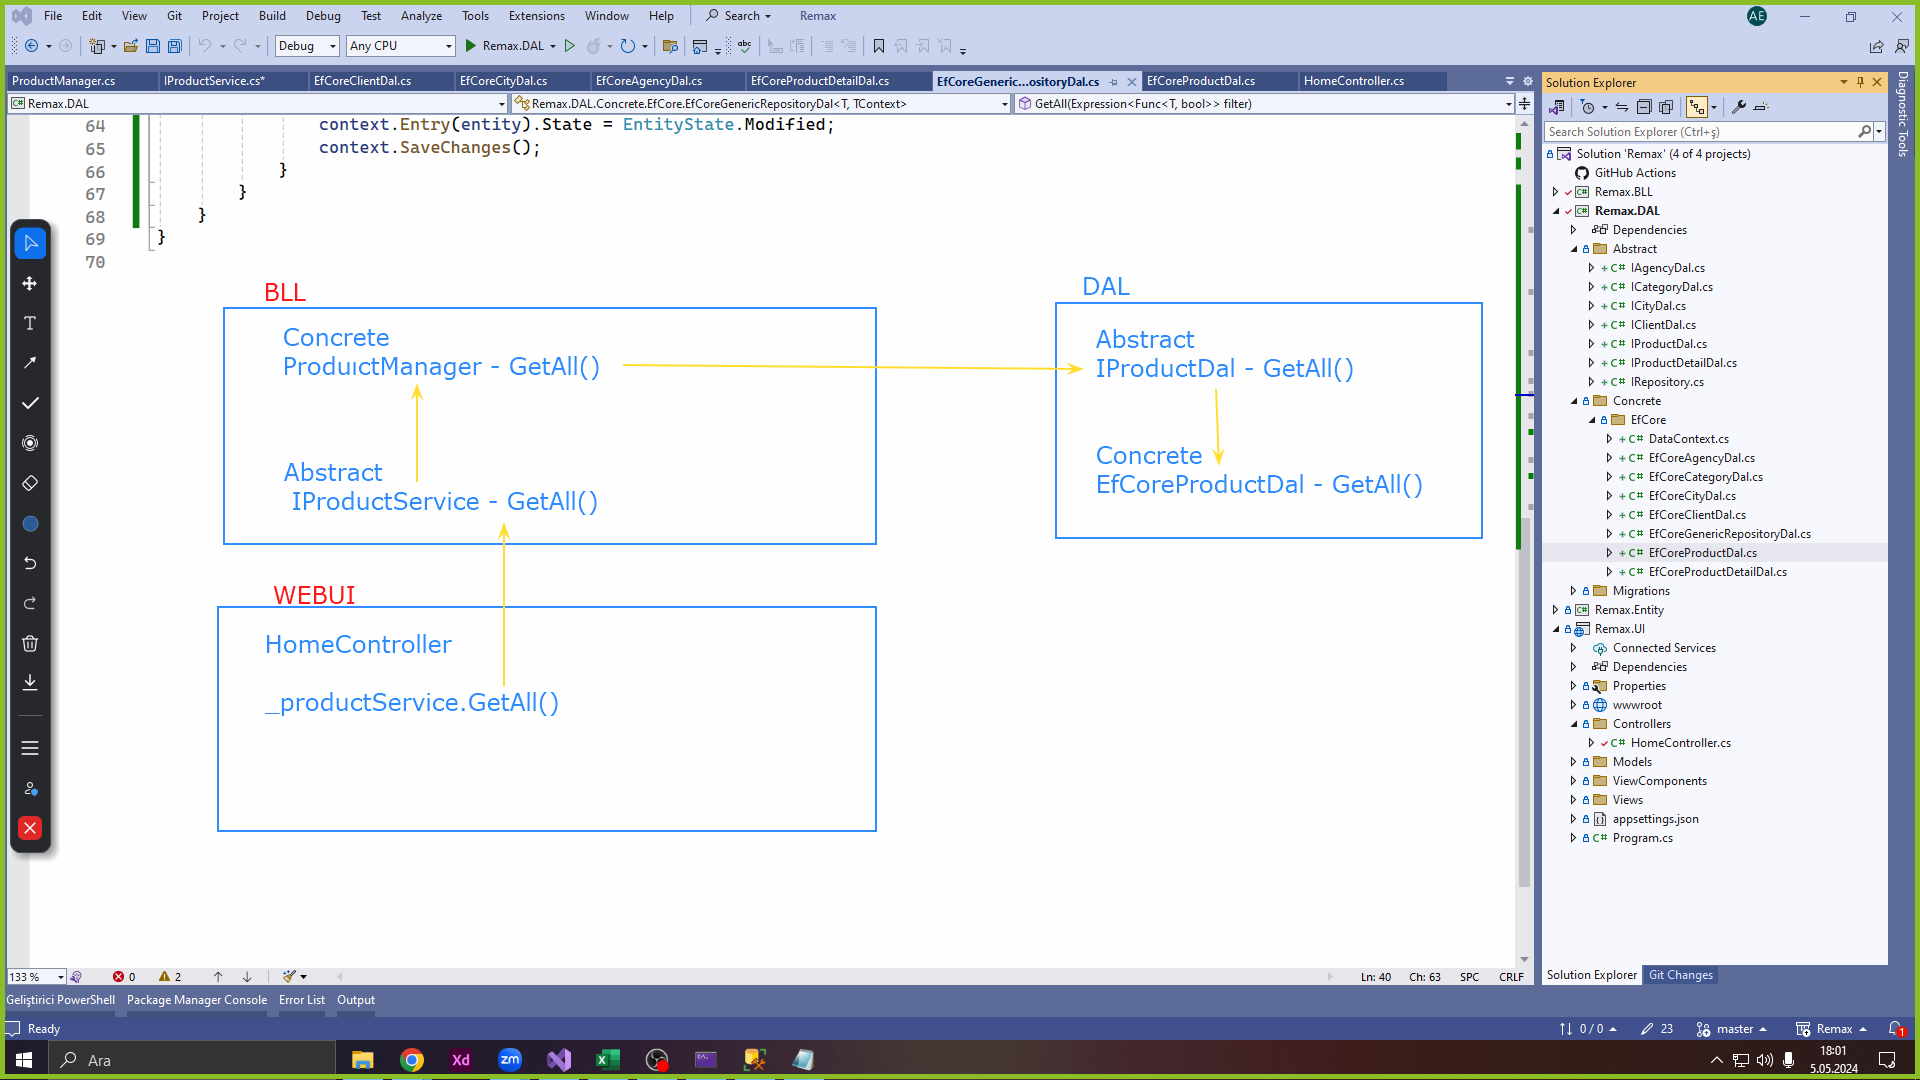 File Edit View Git Project Build Debug Test Analyze Tools Extensions Window Help Search Remax AE
Debug Any CPU Remax.DAL
ProductManager.cs IProductService.cs* EfCoreClientDal.cs EfCoreCityDal.cs EfCoreAgencyDal.cs EfCoreProductDetailDal.cs EfCoreGeneric...ositoryDal.cs EfCoreProductDal.cs HomeController.cs
Remax.DAL Remax.DAL.Concrete.EfCore.EfCoreGenericRepositoryDal<T, TContext> GetAll(Expression<Func<T, bool>> filter)
64 context.Entry(entity).State = EntityState.Modified;
65 context.SaveChanges();
66 }
67 }
68 }
69 }
70
BLL
Concrete
ProduıctManager - GetAll()
Abstract
IProductService - GetAll()
DAL
Abstract
IProductDal - GetAll()
Concrete
EfCoreProductDal - GetAll()
WEBUI
HomeController
_productService.GetAll()
133 % 0 2 Ln: 40 Ch: 63 SPC CRLF
Geliştirici PowerShell Package Manager Console Error List Output
Solution Explorer
Search Solution Explorer (Ctrl+ş)
Solution 'Remax' (4 of 4 projects)
GitHub Actions
Remax.BLL
Remax.DAL
Dependencies
Abstract
C# IAgencyDal.cs
C# ICategoryDal.cs
C# ICityDal.cs
C# IClientDal.cs
C# IProductDal.cs
C# IProductDetailDal.cs
C# IRepository.cs
Concrete
EfCore
C# DataContext.cs
C# EfCoreAgencyDal.cs
C# EfCoreCategoryDal.cs
C# EfCoreCityDal.cs
C# EfCoreClientDal.cs
C# EfCoreGenericRepositoryDal.cs
C# EfCoreProductDal.cs
C# EfCoreProductDetailDal.cs
Migrations
Remax.Entity
Remax.UI
Connected Services
Dependencies
Properties
wwwroot
Controllers
C# HomeController.cs
Models
ViewComponents
Views
appsettings.json
C# Program.cs
Solution Explorer Git Changes
Diagnostic Tools
Ready 0 / 0 23 master Remax 1
Ara Xd zm 18:01
5.05.2024